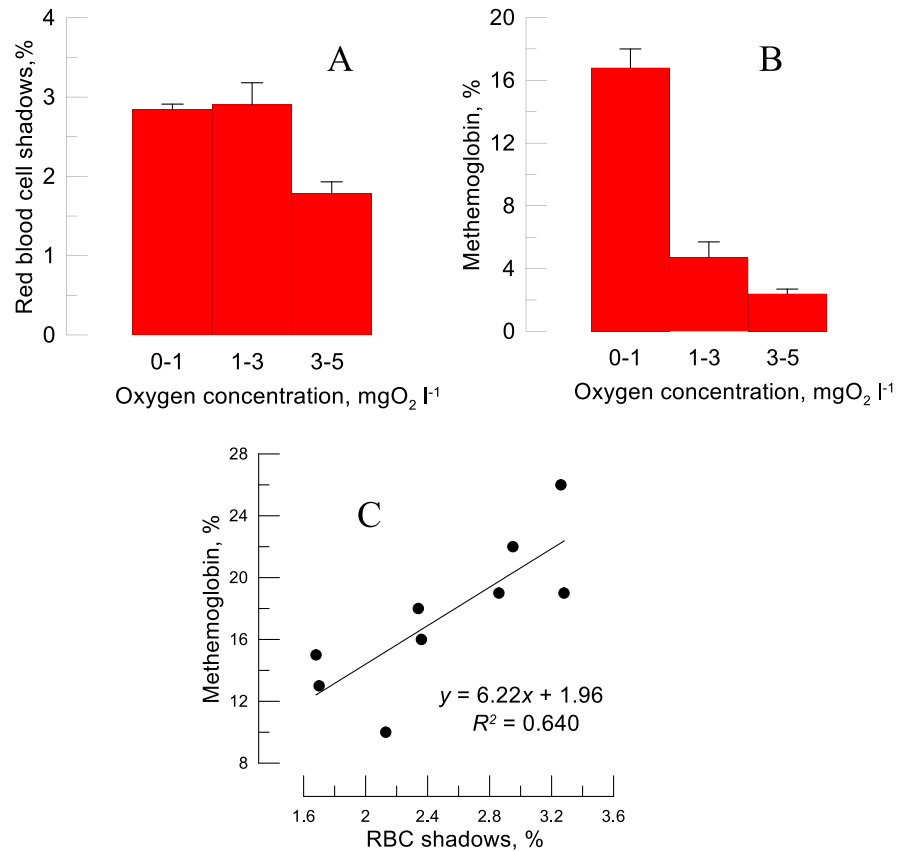 A
Red blood cell shadows,%
4
3
2
1
0
0-1 1-3 3-5
Oxygen concentration, mgO₂ l⁻¹
B
Methemoglobin, %
20
16
12
8
4
0
0-1 1-3 3-5
Oxygen concentration, mgO₂ l⁻¹
C
Methemoglobin, %
28
24
20
16
12
8
y = 6.22x + 1.96
R² = 0.640
1.6 2 2.4 2.8 3.2 3.6
RBC shadows, %